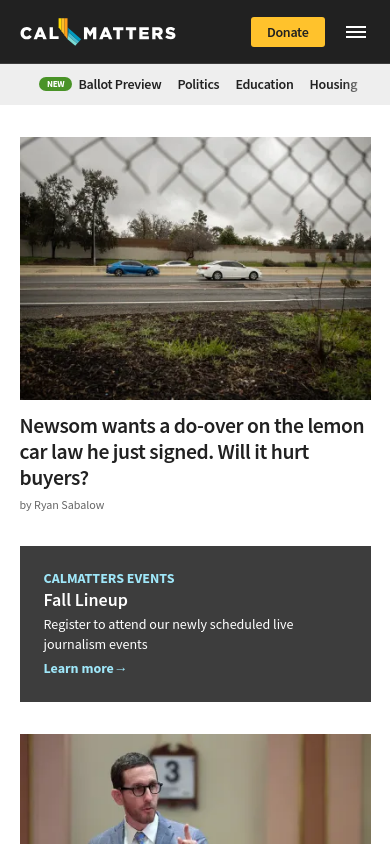 CALMATTERS
Donate
NEW Ballot Preview Politics Education Housing
Newsom wants a do-over on the lemon
car law he just signed. Will it hurt
buyers?
by Ryan Sabalow
CALMATTERS EVENTS
Fall Lineup
Register to attend our newly scheduled live
journalism events
Learn more→
3